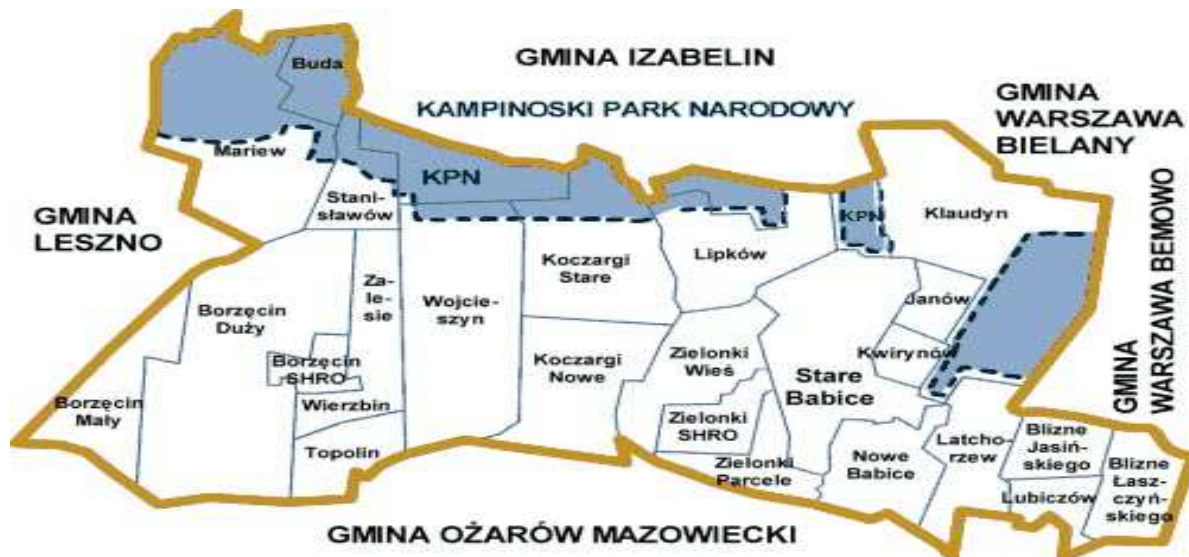 Buda
GMINA IZABELIN
KAMPINOSKI PARK NARODOWY
GMINA
WARSZAWA
BIELANY
Mariew
KPN
Stani-
sławów
GMINA
LESZNO
KPN
Klaudyn
Lipków
Koczargi
Stare
Za-
le-
sie
Wojcie-
szyn
Borzęcin
Duży
Janów
GMINA
WARSZAWA BEMOWO
Borzęcin
SHRO
Koczargi
Nowe
Zielonki
Wieś
Kwirynów
Stare
Babice
Borzęcin
Mały
Wierzbin
Zielonki
SHRO
Topolin
Zielonki
Parcele
Nowe
Babice
Latcho-
rzew
Blizne
Jasiń-
skiego
Blizne
Łasz-
czyń-
skiego
Lubiczów
GMINA OŻARÓW MAZOWIECKI